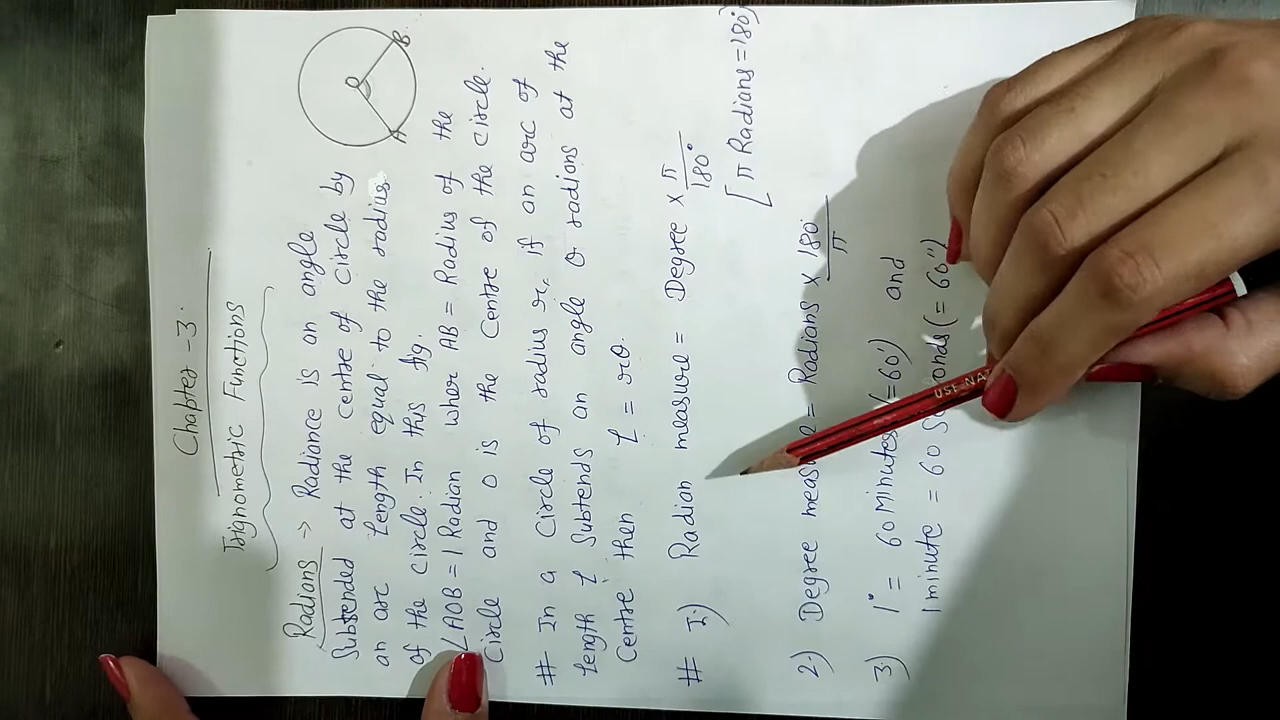 Chapter - 3.
Trignometric Functions
Radians -> Radiance is an angle
Subtended at the centre of circle by
an arc length equal to the radius
of the circle. In this fig.
∠AOB = 1 Radian wher AB = Radius of the
Circle and O is the Centre of the circle.
O
A
B.
# In a Circle of radius r, if an arc of
length l Subtends an angle θ radians at the
Centre then l = rθ.
# 1.) Radian measure = Degree × π/180°
[π Radians = 180°]
2.) Degree measure = Radians × 180°/π
3) 1° = 60 Minutes (=60′) and
1 minute = 60 Seconds (= 60″)
USE NAT